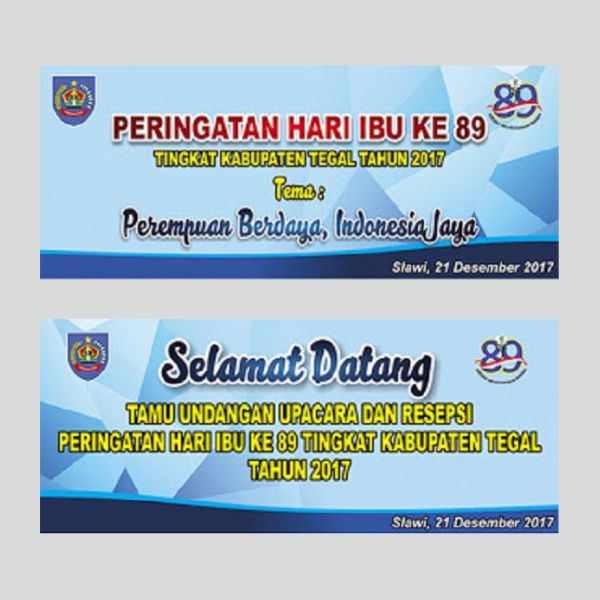 89
PERINGATAN HARI IBU KE 89
TINGKAT KABUPATEN TEGAL TAHUN 2017
Tema :
Perempuan Berdaya, Indonesia Jaya
Slawi, 21 Desember 2017
89
Selamat Datang
TAMU UNDANGAN UPACARA DAN RESEPSI
PERINGATAN HARI IBU KE 89 TINGKAT KABUPATEN TEGAL
TAHUN 2017
Slawi, 21 Desember 2017